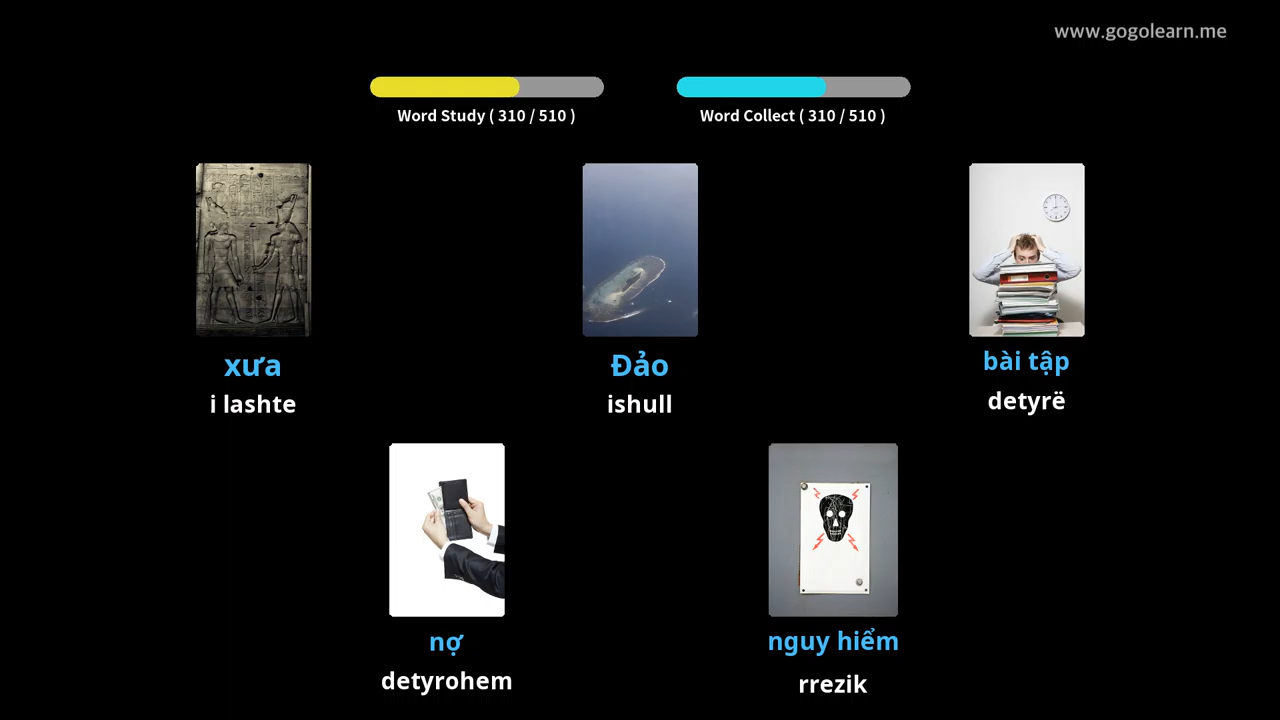 www.gogolearn.me
Word Study ( 310 / 510 )
Word Collect ( 310 / 510 )
xưa
i lashte
Đảo
ishull
bài tập
detyrë
nợ
detyrohem
nguy hiểm
rrezik